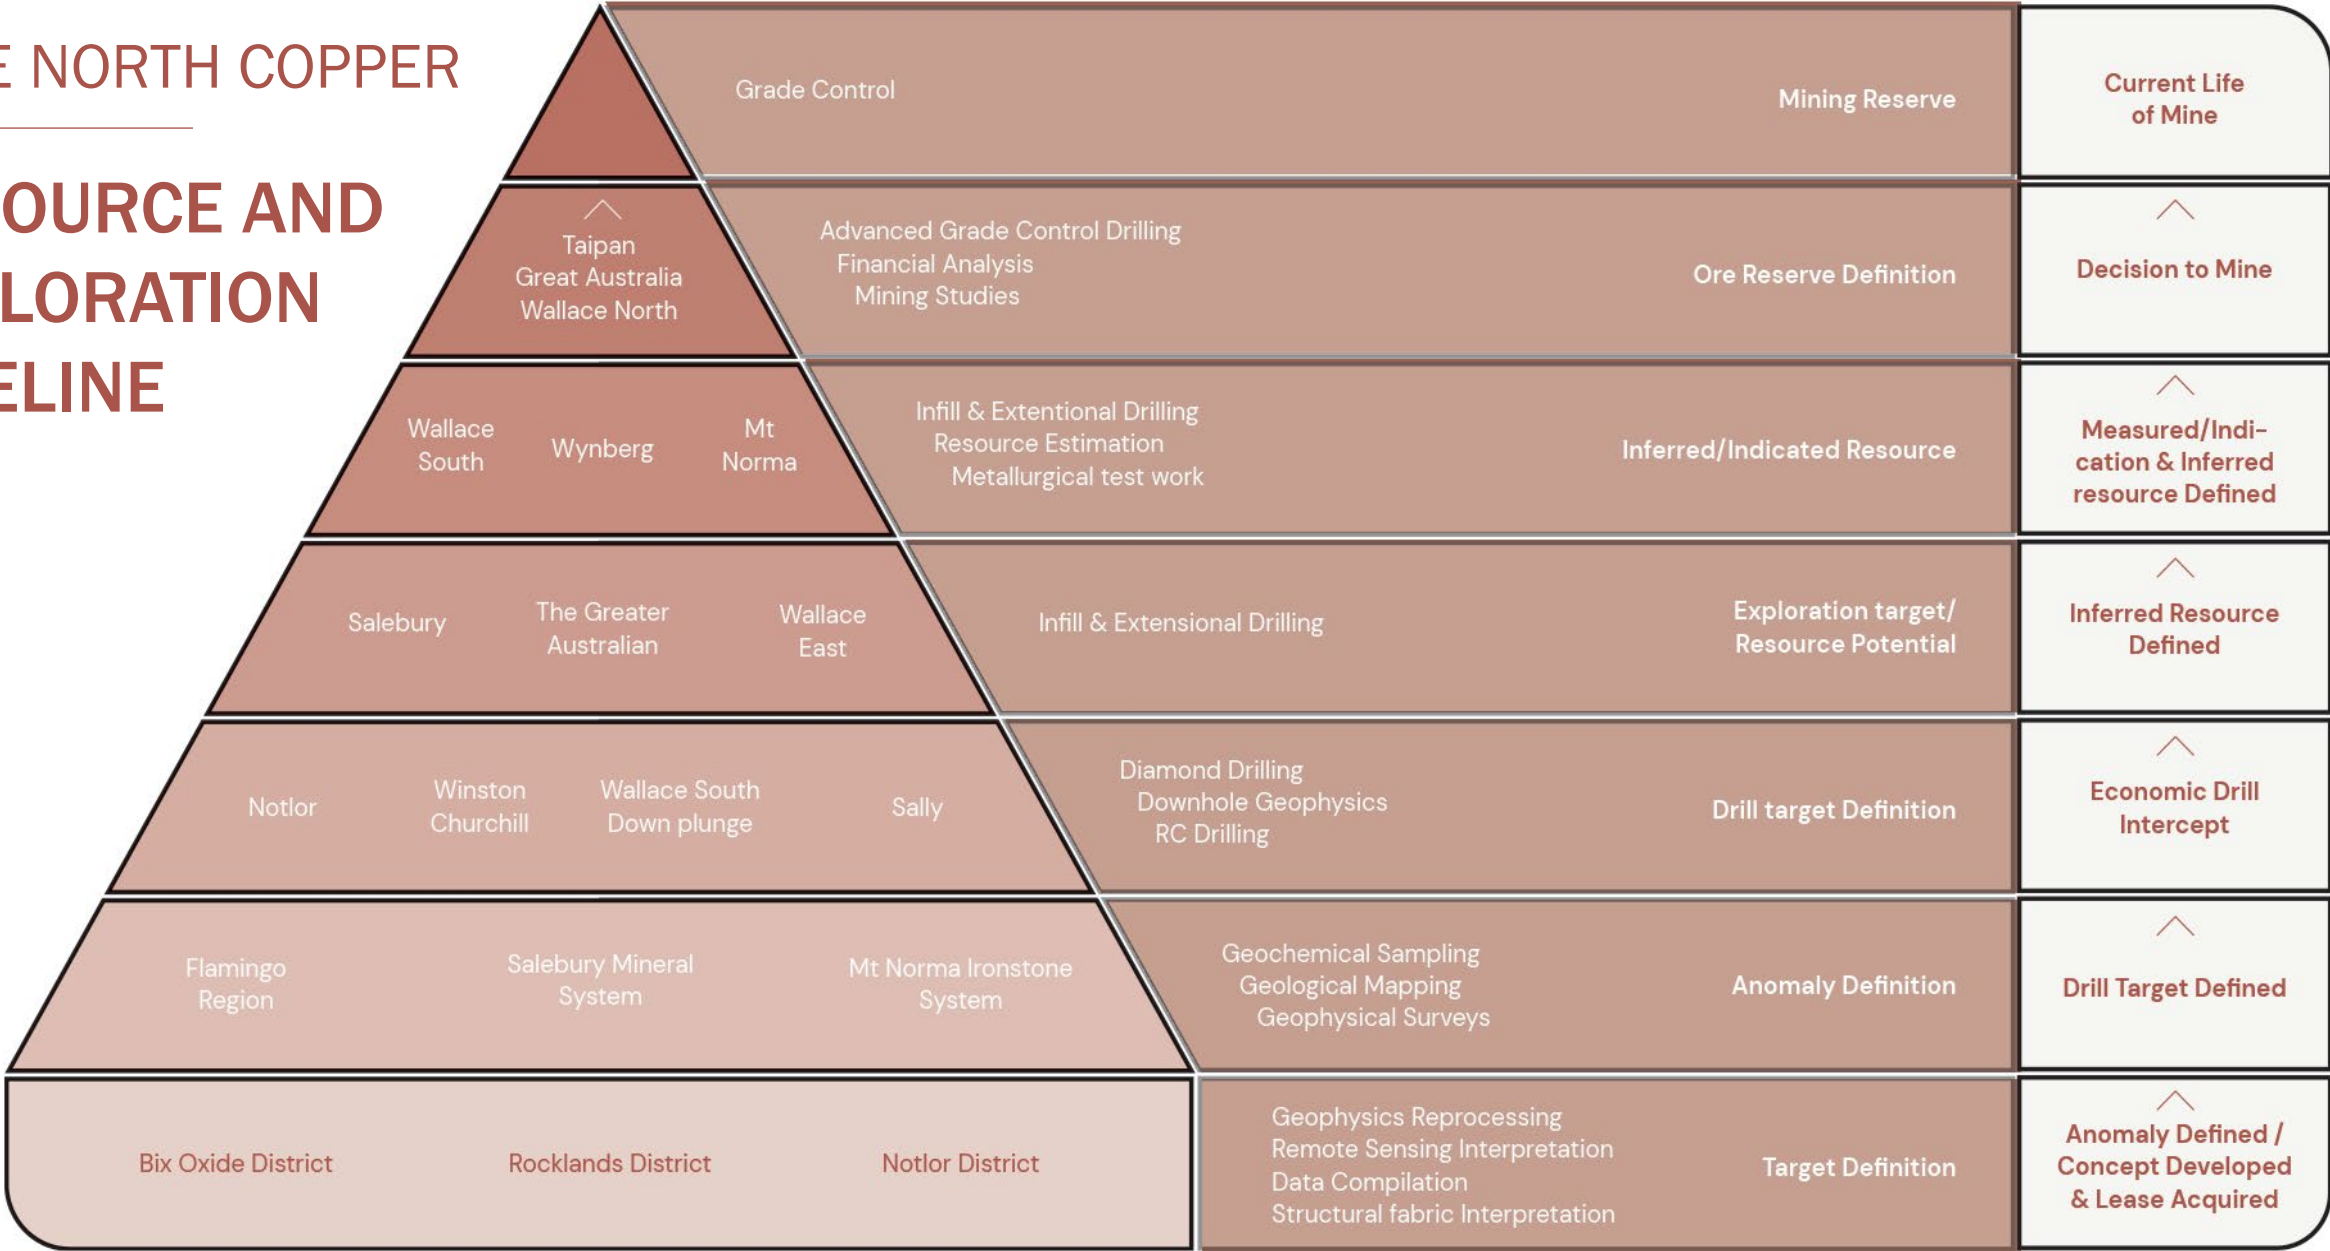 E NORTH COPPER
OURCE AND
LORATION
ELINE
Grade Control
Mining Reserve
Current Life
of Mine
Taipan
Great Australia
Wallace North
Advanced Grade Control Drilling
Financial Analysis
Mining Studies
Ore Reserve Definition
Decision to Mine
Wallace
South
Wynberg
Mt
Norma
Infill & Extentional Drilling
Resource Estimation
Metallurgical test work
Inferred/Indicated Resource
Measured/Indi-
cation & Inferred
resource Defined
Salebury
The Greater
Australian
Wallace
East
Infill & Extensional Drilling
Exploration target/
Resource Potential
Inferred Resource
Defined
Notlor
Winston
Churchill
Wallace South
Down plunge
Sally
Diamond Drilling
Downhole Geophysics
RC Drilling
Drill target Definition
Economic Drill
Intercept
Flamingo
Region
Salebury Mineral
System
Mt Norma Ironstone
System
Geochemical Sampling
Geological Mapping
Geophysical Surveys
Anomaly Definition
Drill Target Defined
Bix Oxide District
Rocklands District
Notlor District
Geophysics Reprocessing
Remote Sensing Interpretation
Data Compilation
Structural fabric Interpretation
Target Definition
Anomaly Defined /
Concept Developed
& Lease Acquired